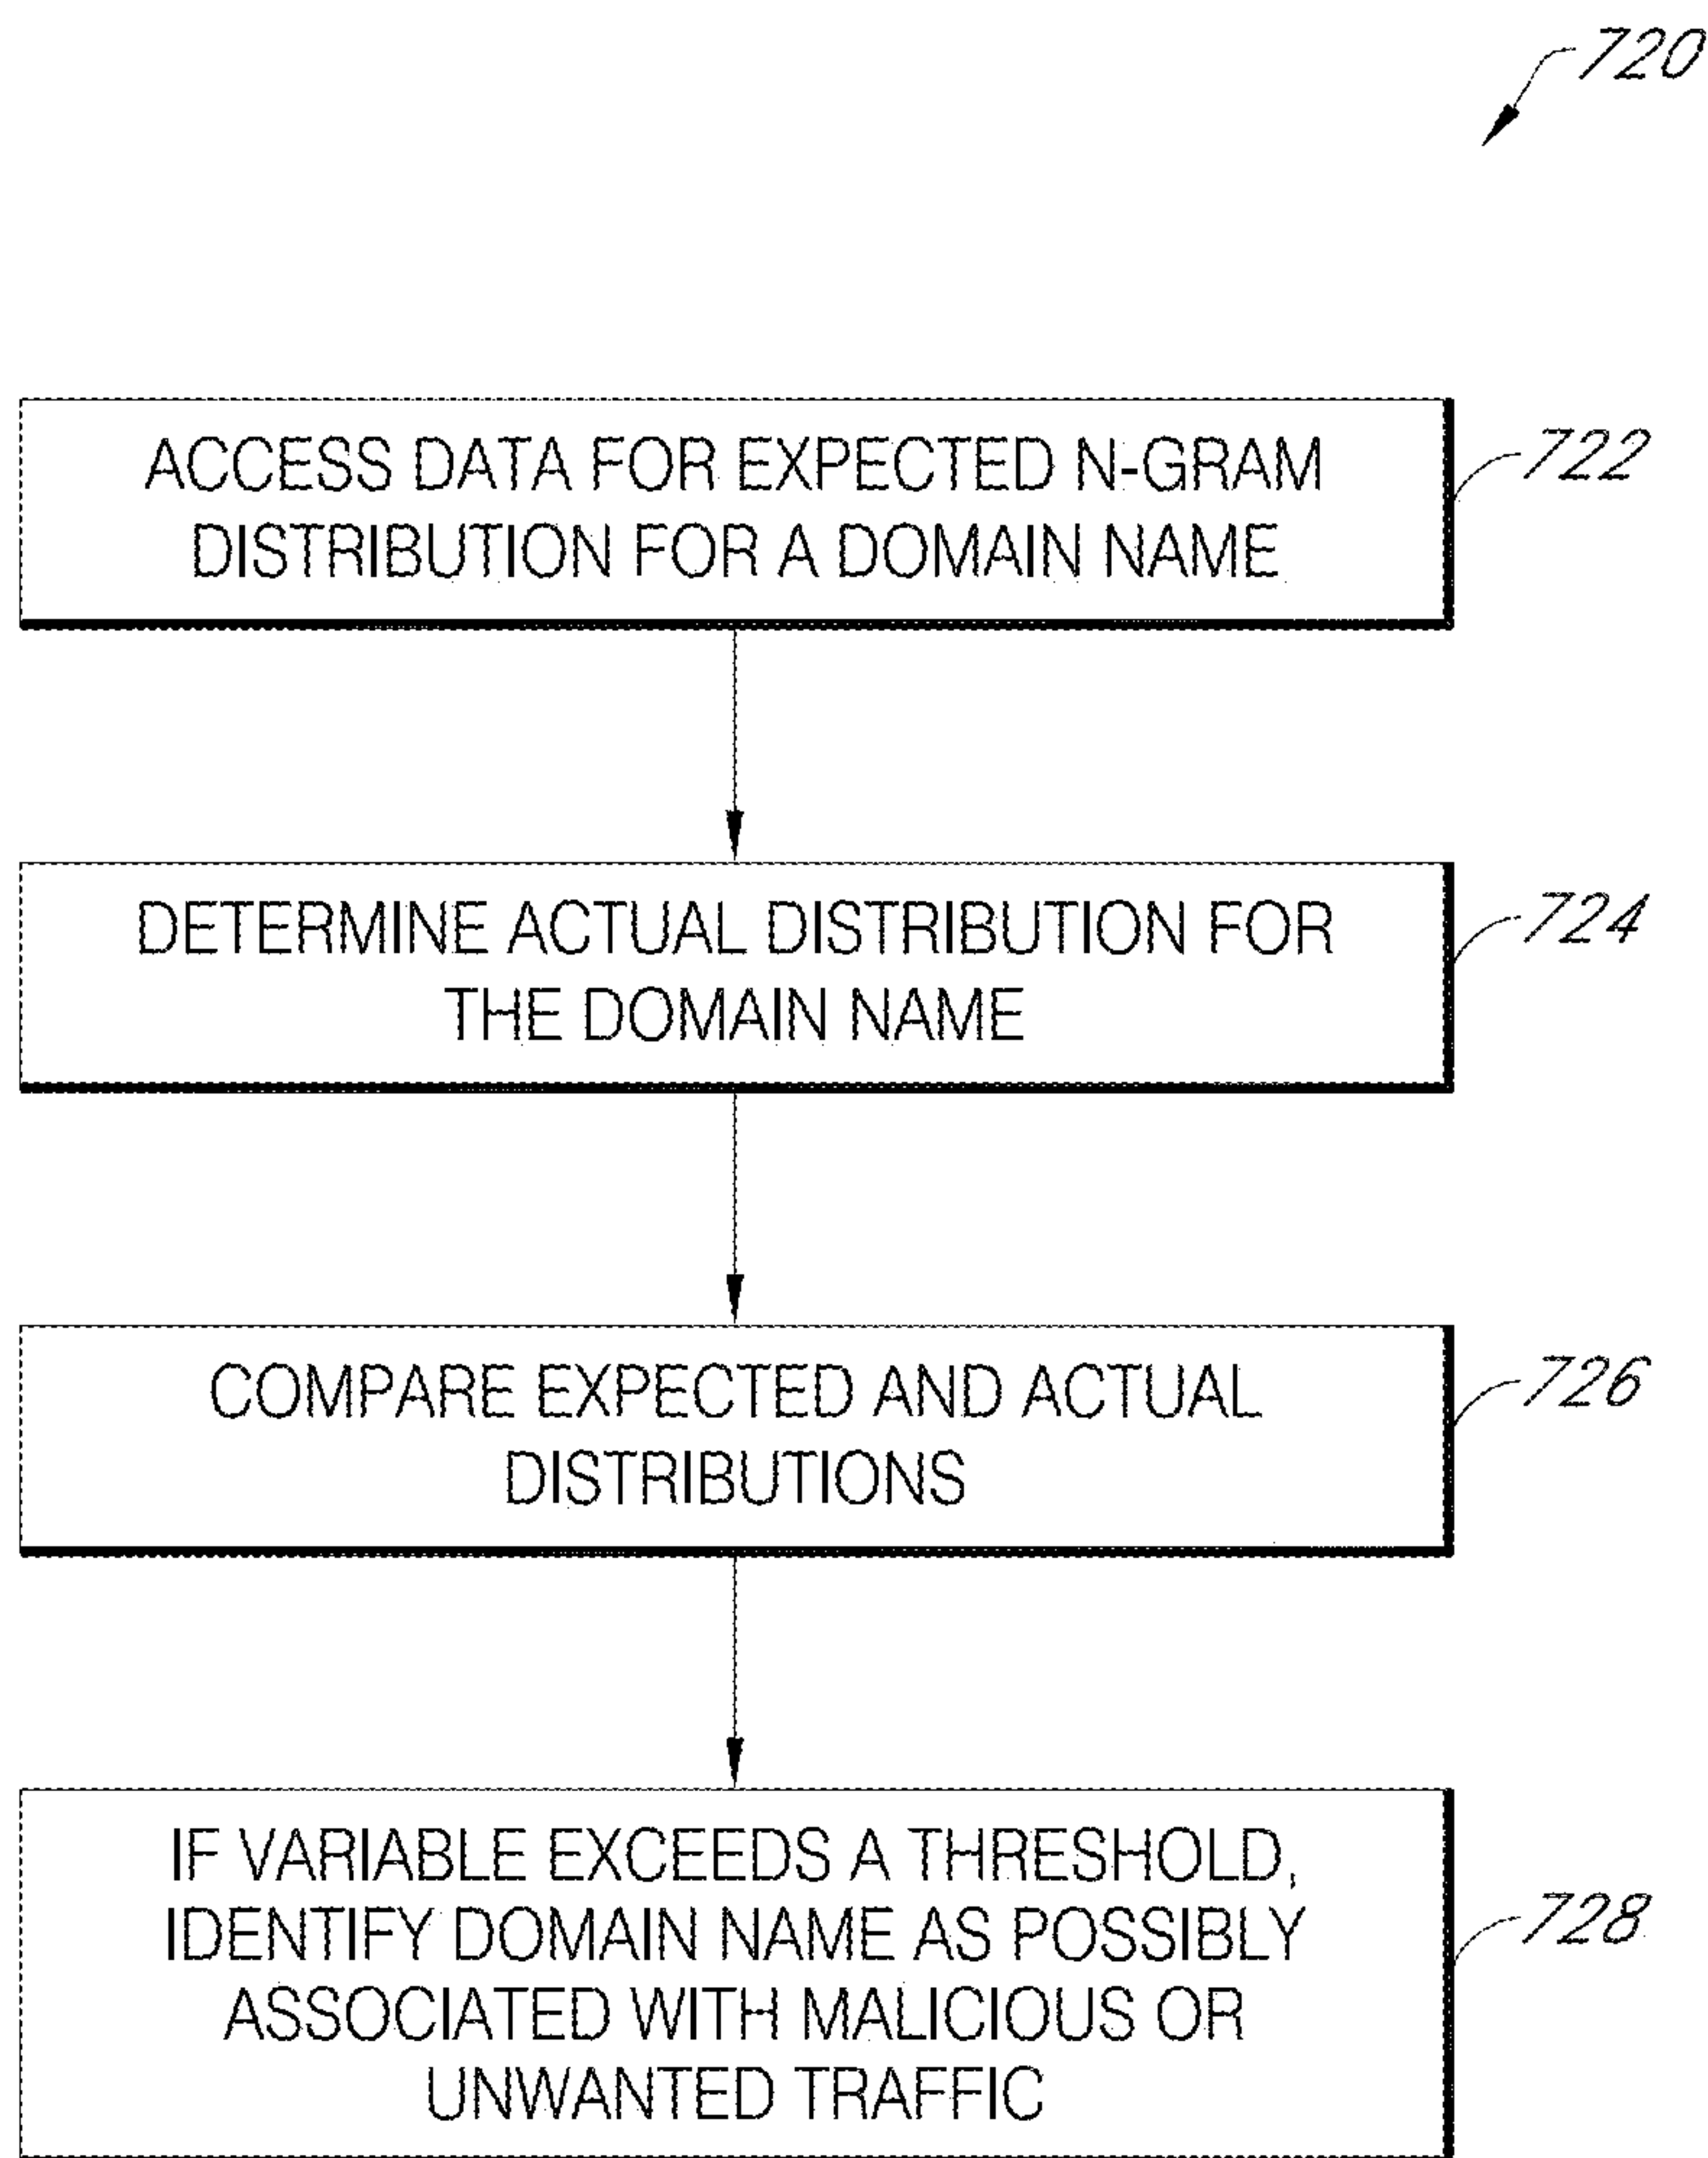 720
ACCESS DATA FOR EXPECTED N-GRAM
DISTRIBUTION FOR A DOMAIN NAME
722
DETERMINE ACTUAL DISTRIBUTION FOR
THE DOMAIN NAME
724
COMPARE EXPECTED AND ACTUAL
DISTRIBUTIONS
726
IF VARIABLE EXCEEDS A THRESHOLD,
IDENTIFY DOMAIN NAME AS POSSIBLY
ASSOCIATED WITH MALICIOUS OR
UNWANTED TRAFFIC
728